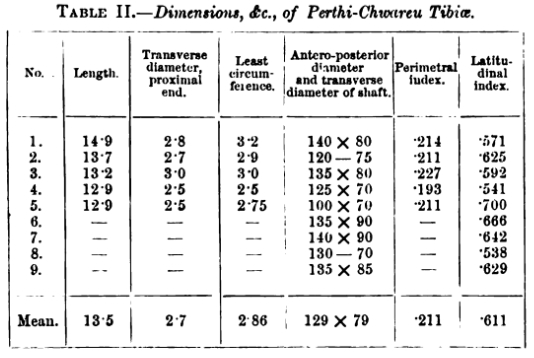 TABLE II.—Dimensions, &c., of Perthi-Chwareu Tibiæ.
No. Length. Transverse diameter, proximal end. Least circumference. Antero-posterior diameter and transverse diameter of shaft. Perimetral index. Latitudinal index.
1. 14·9 2·8 3·2 140 × 80 ·214 ·571
2. 13·7 2·7 2·9 120 — 75 ·211 ·625
3. 13·2 3·0 3·0 135 × 80 ·227 ·592
4. 12·9 2·5 2·5 125 × 70 ·193 ·541
5. 12·9 2·5 2·75 100 × 70 ·211 ·700
6. — — — 135 × 90 — ·666
7. — — — 140 × 90 — ·642
8. — — — 130 — 70 — ·538
9. — — — 135 × 85 — ·629
Mean. 13·5 2·7 2·86 129 × 79 ·211 ·611